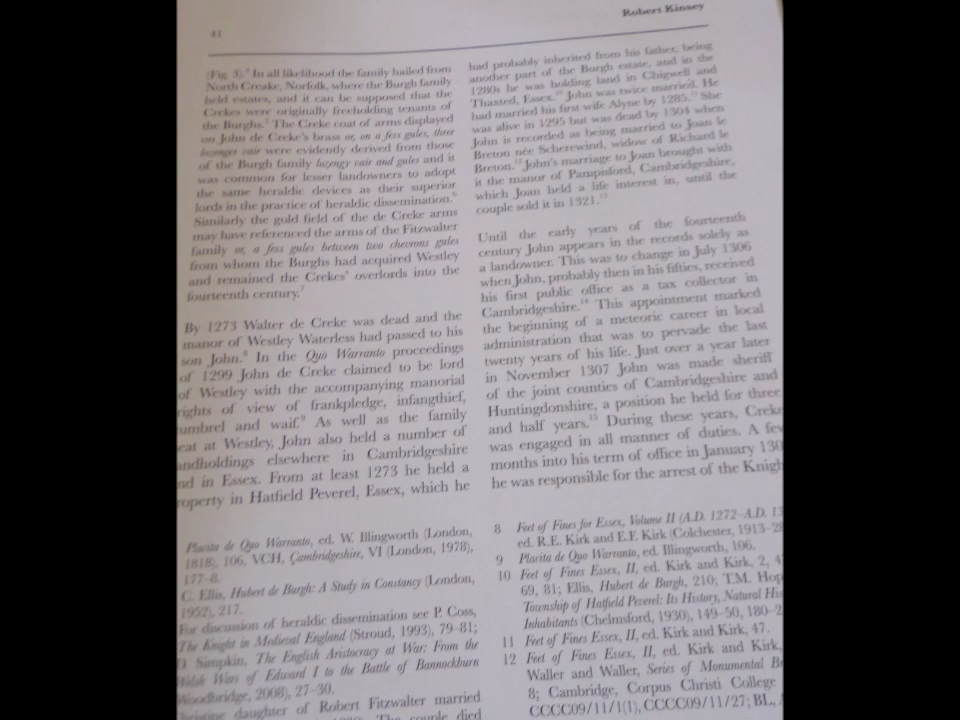 41
Robert Kinsey
(Fig 3).4 In all likelihood the family hailed from
North Creake, Norfolk, where the Burgh family
held estates, and it can be supposed that the
Crekes were originally freeholding tenants of
the Burghs.5 The Creke coat of arms displayed
on John de Creke's brass or, on a fess gules, three
lozenges vair were evidently derived from those
of the Burgh family lozengy vair and gules and it
was common for lesser landowners to adopt
the same heraldic devices as their superior
lords in the practice of heraldic dissemination.6
Similarly the gold field of the de Creke arms
may have referenced the arms of the Fitzwalter
family or, a fess gules between two chevrons gules
from whom the Burghs had acquired Westley
and remained the Crekes' overlords into the
fourteenth century.7
By 1273 Walter de Creke was dead and the
manor of Westley Waterless had passed to his
son John.8 In the Quo Warranto proceedings
of 1299 John de Creke claimed to be lord
of Westley with the accompanying manorial
rights of view of frankpledge, infangthief,
umbrel and waif.9 As well as the family
eat at Westley, John also held a number of
andholdings elsewhere in Cambridgeshire
nd in Essex. From at least 1273 he held a
roperty in Hatfield Peverel, Essex, which he
had probably inherited from his father, being
another part of the Burgh estate, and in the
1280s he was holding land in Chigwell and
Thaxted, Essex.10 John was twice married. He
had married his first wife Alyne by 1285.11 She
was alive in 1295 but was dead by 1304 when
John is recorded as being married to Joan le
Breton née Scherewind, widow of Richard le
Breton.12 John's marriage to Joan brought with
it the manor of Pampisford, Cambridgeshire,
which Joan held a life interest in, until the
couple sold it in 1321.13
Until the early years of the fourteenth
century John appears in the records solely as
a landowner. This was to change in July 1306
when John, probably then in his fifties, received
his first public office as a tax collector in
Cambridgeshire.14 This appointment marked
the beginning of a meteoric career in local
administration that was to pervade the last
twenty years of his life. Just over a year later
in November 1307 John was made sheriff
of the joint counties of Cambridgeshire and
Huntingdonshire, a position he held for three
and half years.15 During these years, Creke
was engaged in all manner of duties. A few
months into his term of office in January 130
he was responsible for the arrest of the Knigh
Placita de Quo Warranto, ed. W. Illingworth (London,
1818), 106, VCH, Cambridgeshire, VI (London, 1978),
177-8.
C. Ellis, Hubert de Burgh: A Study in Constancy (London,
1952), 217.
For discussion of heraldic dissemination see P. Coss,
The Knight in Medieval England (Stroud, 1993), 79-81;
D. Simpkin, The English Aristocracy at War: From the
Welsh Wars of Edward I to the Battle of Bannockburn
(Woodbridge, 2008), 27-30.
daughter of Robert Fitzwalter married
The couple died
8 Feet of Fines for Essex, Volume II (A.D. 1272-A.D. 13
ed. R.E. Kirk and E.F. Kirk (Colchester, 1913-28
9 Placita de Quo Warranto, ed. Illingworth, 106.
10 Feet of Fines Essex, II, ed. Kirk and Kirk, 2, 4
69, 81; Ellis, Hubert de Burgh, 210; T.M. Hop
Township of Hatfield Peverel: Its History, Natural His
Inhabitants (Chelmsford, 1930), 149-50, 180-2
11 Feet of Fines Essex, II, ed. Kirk and Kirk, 47.
12 Feet of Fines Essex, II, ed. Kirk and Kirk,
Waller and Waller, Series of Monumental Br
8; Cambridge, Corpus Christi College
CCCC09/11/1(1), CCCC09/11/27; BL, A